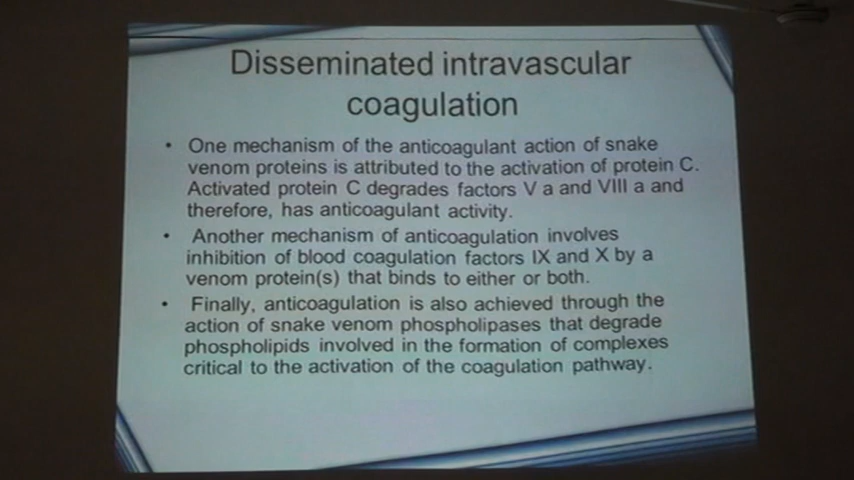 Disseminated intravascular
coagulation
• One mechanism of the anticoagulant action of snake
venom proteins is attributed to the activation of protein C.
Activated protein C degrades factors V a and VIII a and
therefore, has anticoagulant activity.
• Another mechanism of anticoagulation involves
inhibition of blood coagulation factors IX and X by a
venom protein(s) that binds to either or both.
• Finally, anticoagulation is also achieved through the
action of snake venom phospholipases that degrade
phospholipids involved in the formation of complexes
critical to the activation of the coagulation pathway.